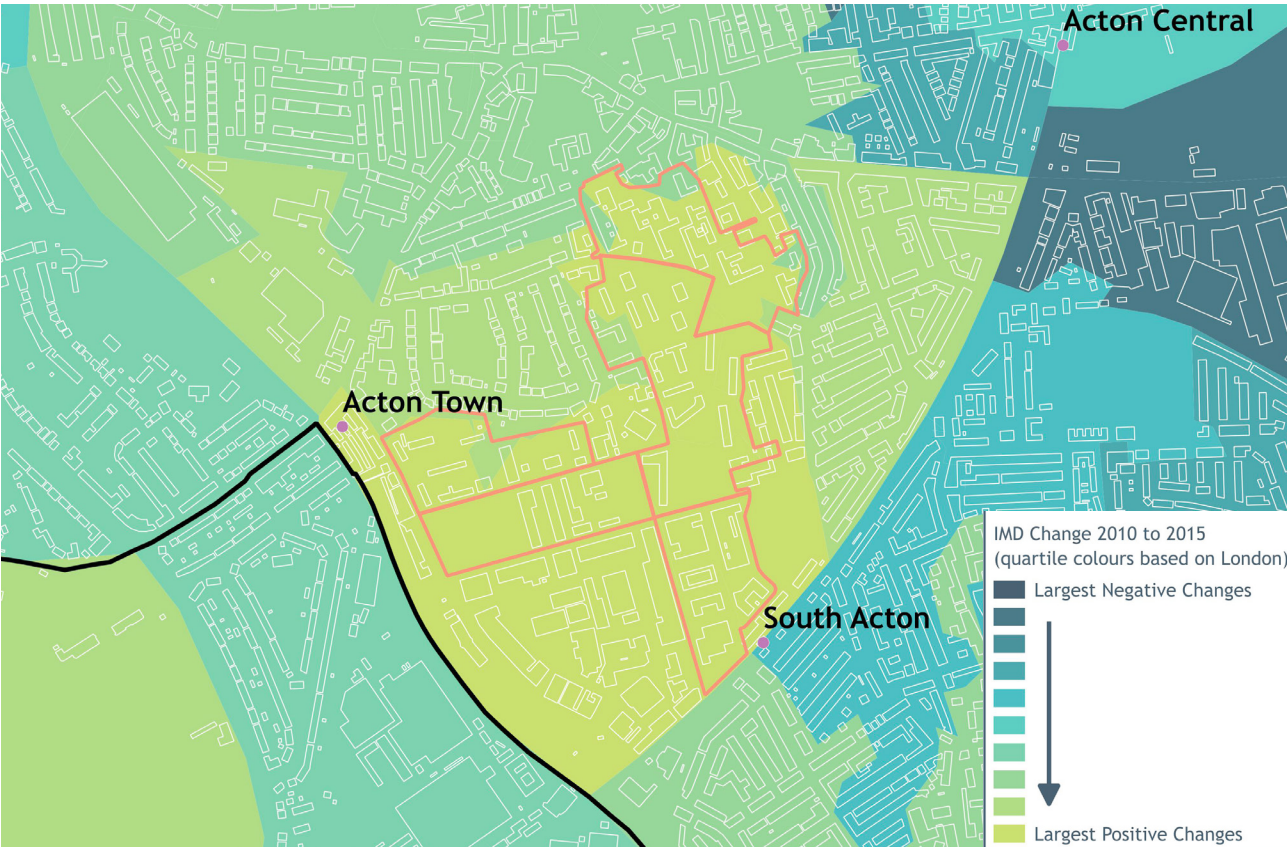 Acton Central
Acton Town
South Acton
IMD Change 2010 to 2015
(quartile colours based on London)
Largest Negative Changes
Largest Positive Changes